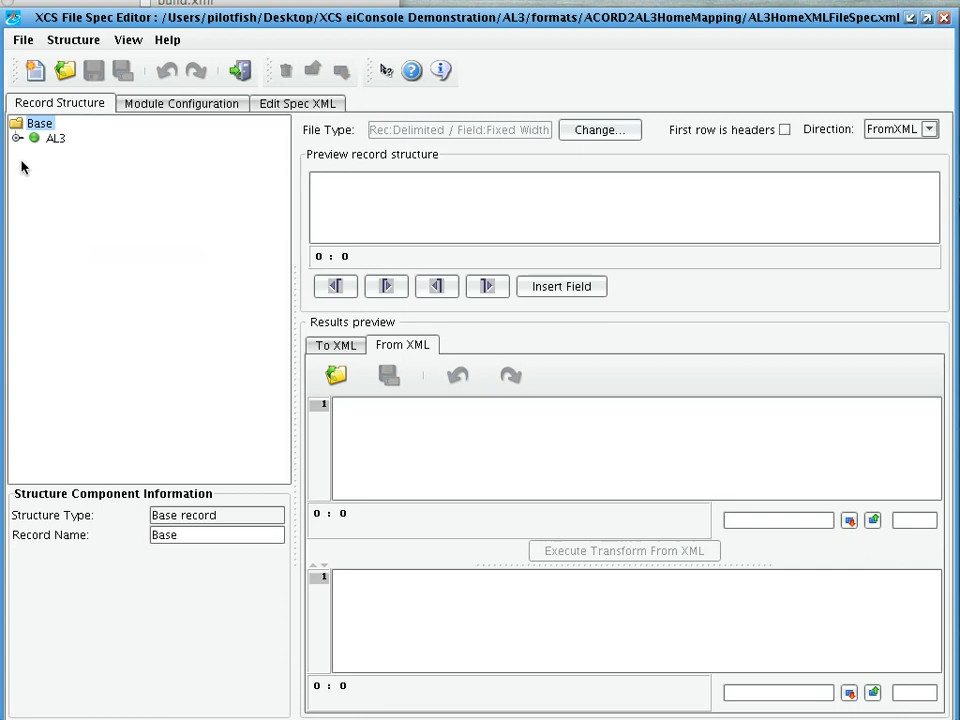 build.xml
XCS File Spec Editor : /Users/pilotfish/Desktop/XCS eiConsole Demonstration/AL3/formats/ACORD2AL3HomeMapping/AL3HomeXMLFileSpec.xml
File Structure View Help
Record Structure Module Configuration Edit Spec XML
Base
AL3
File Type: Rec:Delimited / Field:Fixed Width Change... First row is headers Direction: FromXML
Preview record structure
0 : 0
Insert Field
Results preview
To XML From XML
1
0 : 0
Execute Transform From XML
1
0 : 0
Structure Component Information
Structure Type: Base record
Record Name: Base